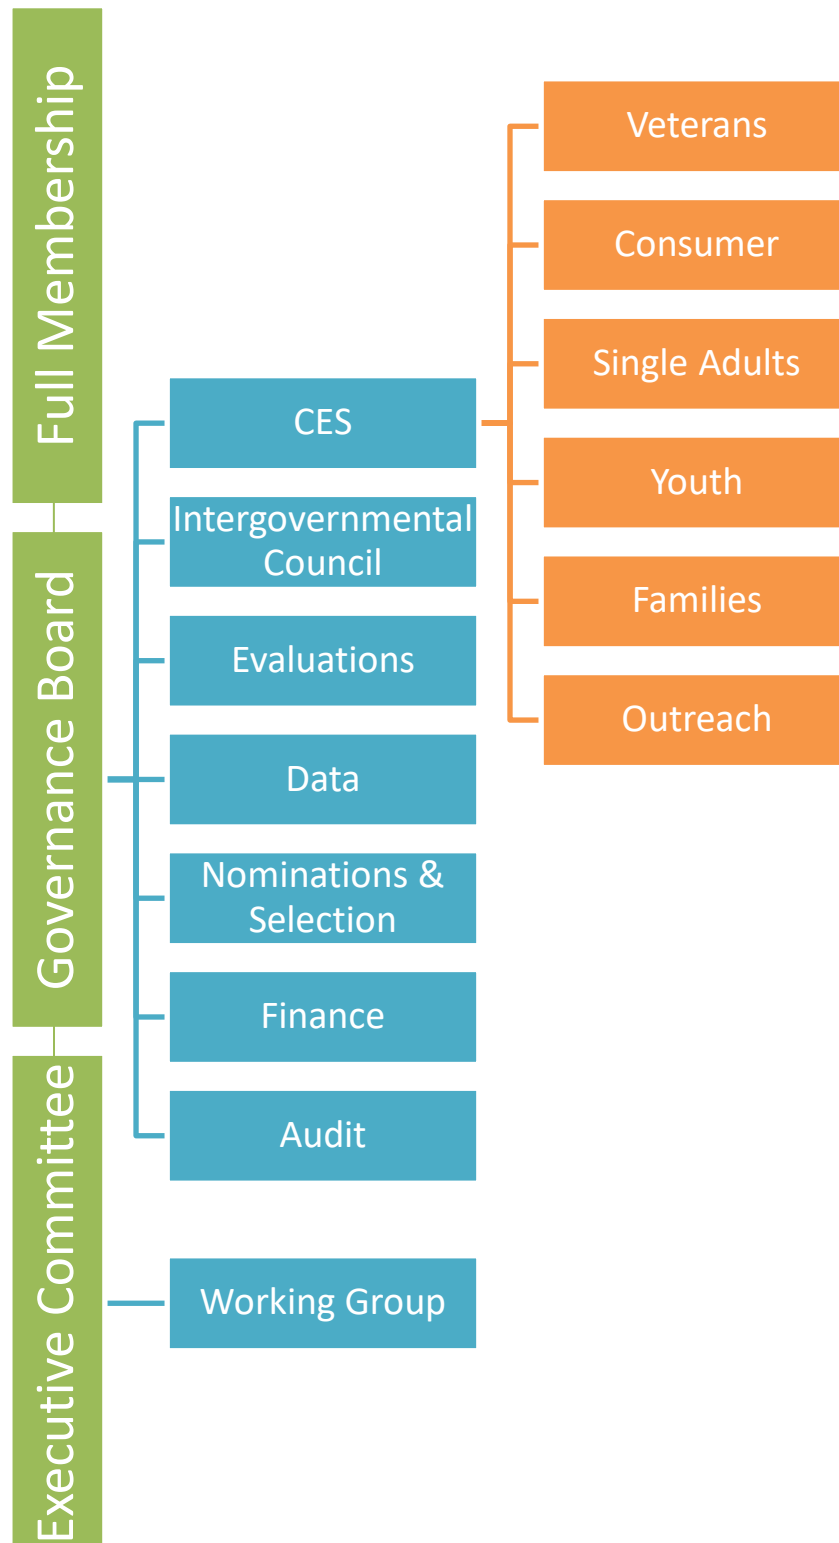 Full Membership
Governance Board
Executive Committee
CES
Intergovernmental
Council
Evaluations
Data
Nominations &
Selection
Finance
Audit
Working Group
Veterans
Consumer
Single Adults
Youth
Families
Outreach